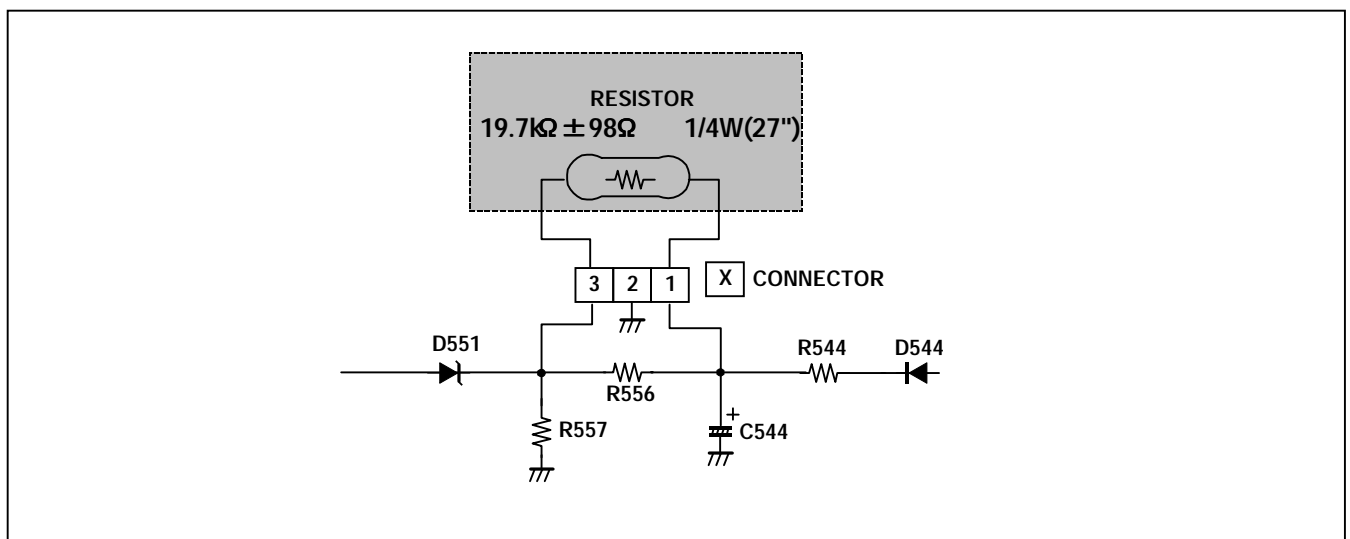 RESISTOR
19.7kΩ ±98Ω 1/4W(27")
3 2 1 X CONNECTOR
D551 R544 D544
R556
R557 + C544